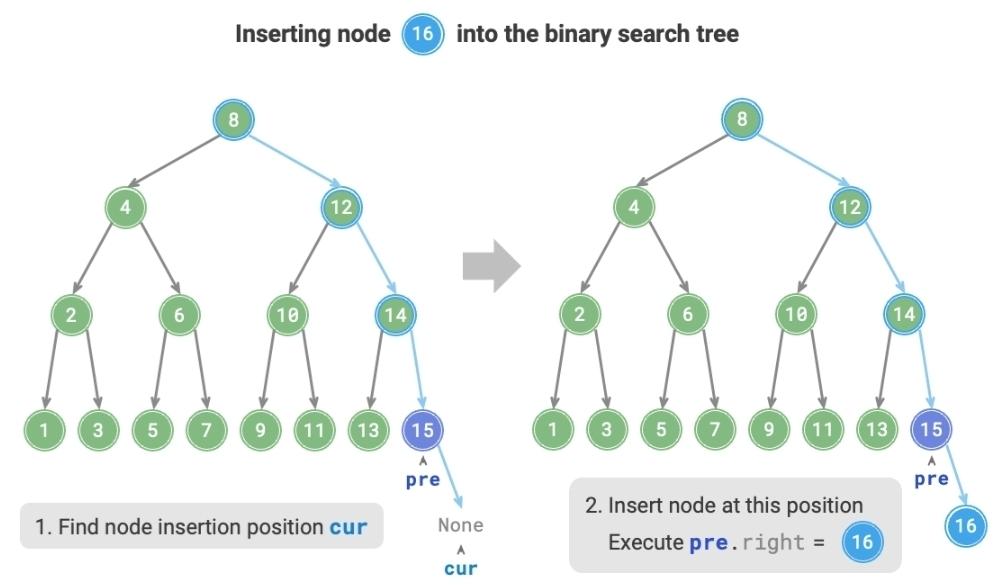 Inserting node 16 into the binary search tree
8
4 12
2 6 10 14
1 3 5 7 9 11 13 15
pre
None
cur
1. Find node insertion position cur
8
4 12
2 6 10 14
1 3 5 7 9 11 13 15
pre
16
2. Insert node at this position
Execute pre.right = 16